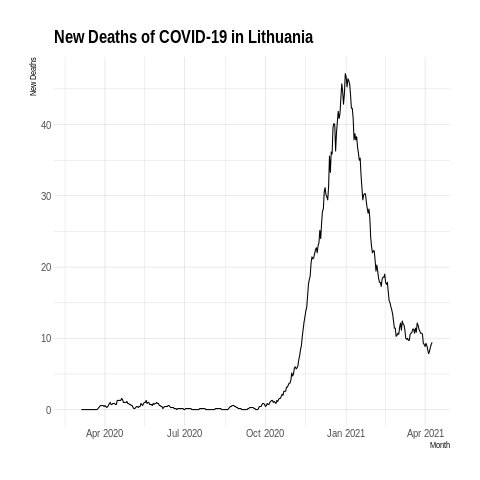 New Deaths of COVID-19 in Lithuania
New Deaths
40
30
20
10
0
Apr 2020 Jul 2020 Oct 2020 Jan 2021 Apr 2021
Month